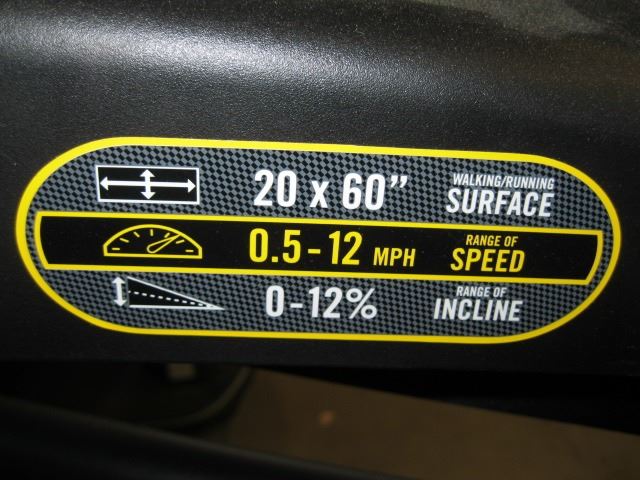 20 x 60” WALKING/RUNNING SURFACE
0.5 - 12 MPH RANGE OF SPEED
0-12% RANGE OF INCLINE